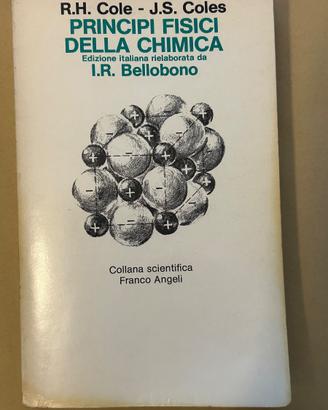 R.H. Cole - J.S. Coles
PRINCIPI FISICI
DELLA CHIMICA
Edizione italiana rielaborata da
I.R. Bellobono
+
-
+
-
+
+
-
+
-
-
+
+
-
+
-
+
Collana scientifica
Franco Angeli